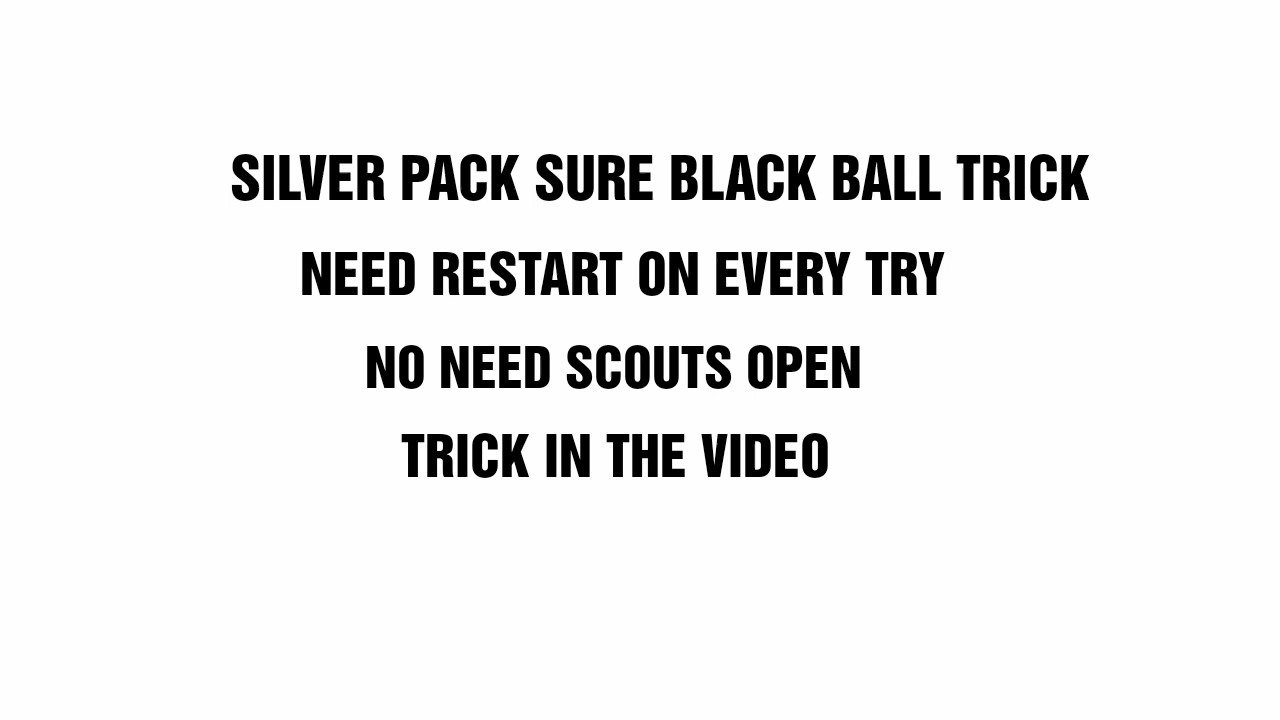 SILVER PACK SURE BLACK BALL TRICK
NEED RESTART ON EVERY TRY
NO NEED SCOUTS OPEN
TRICK IN THE VIDEO